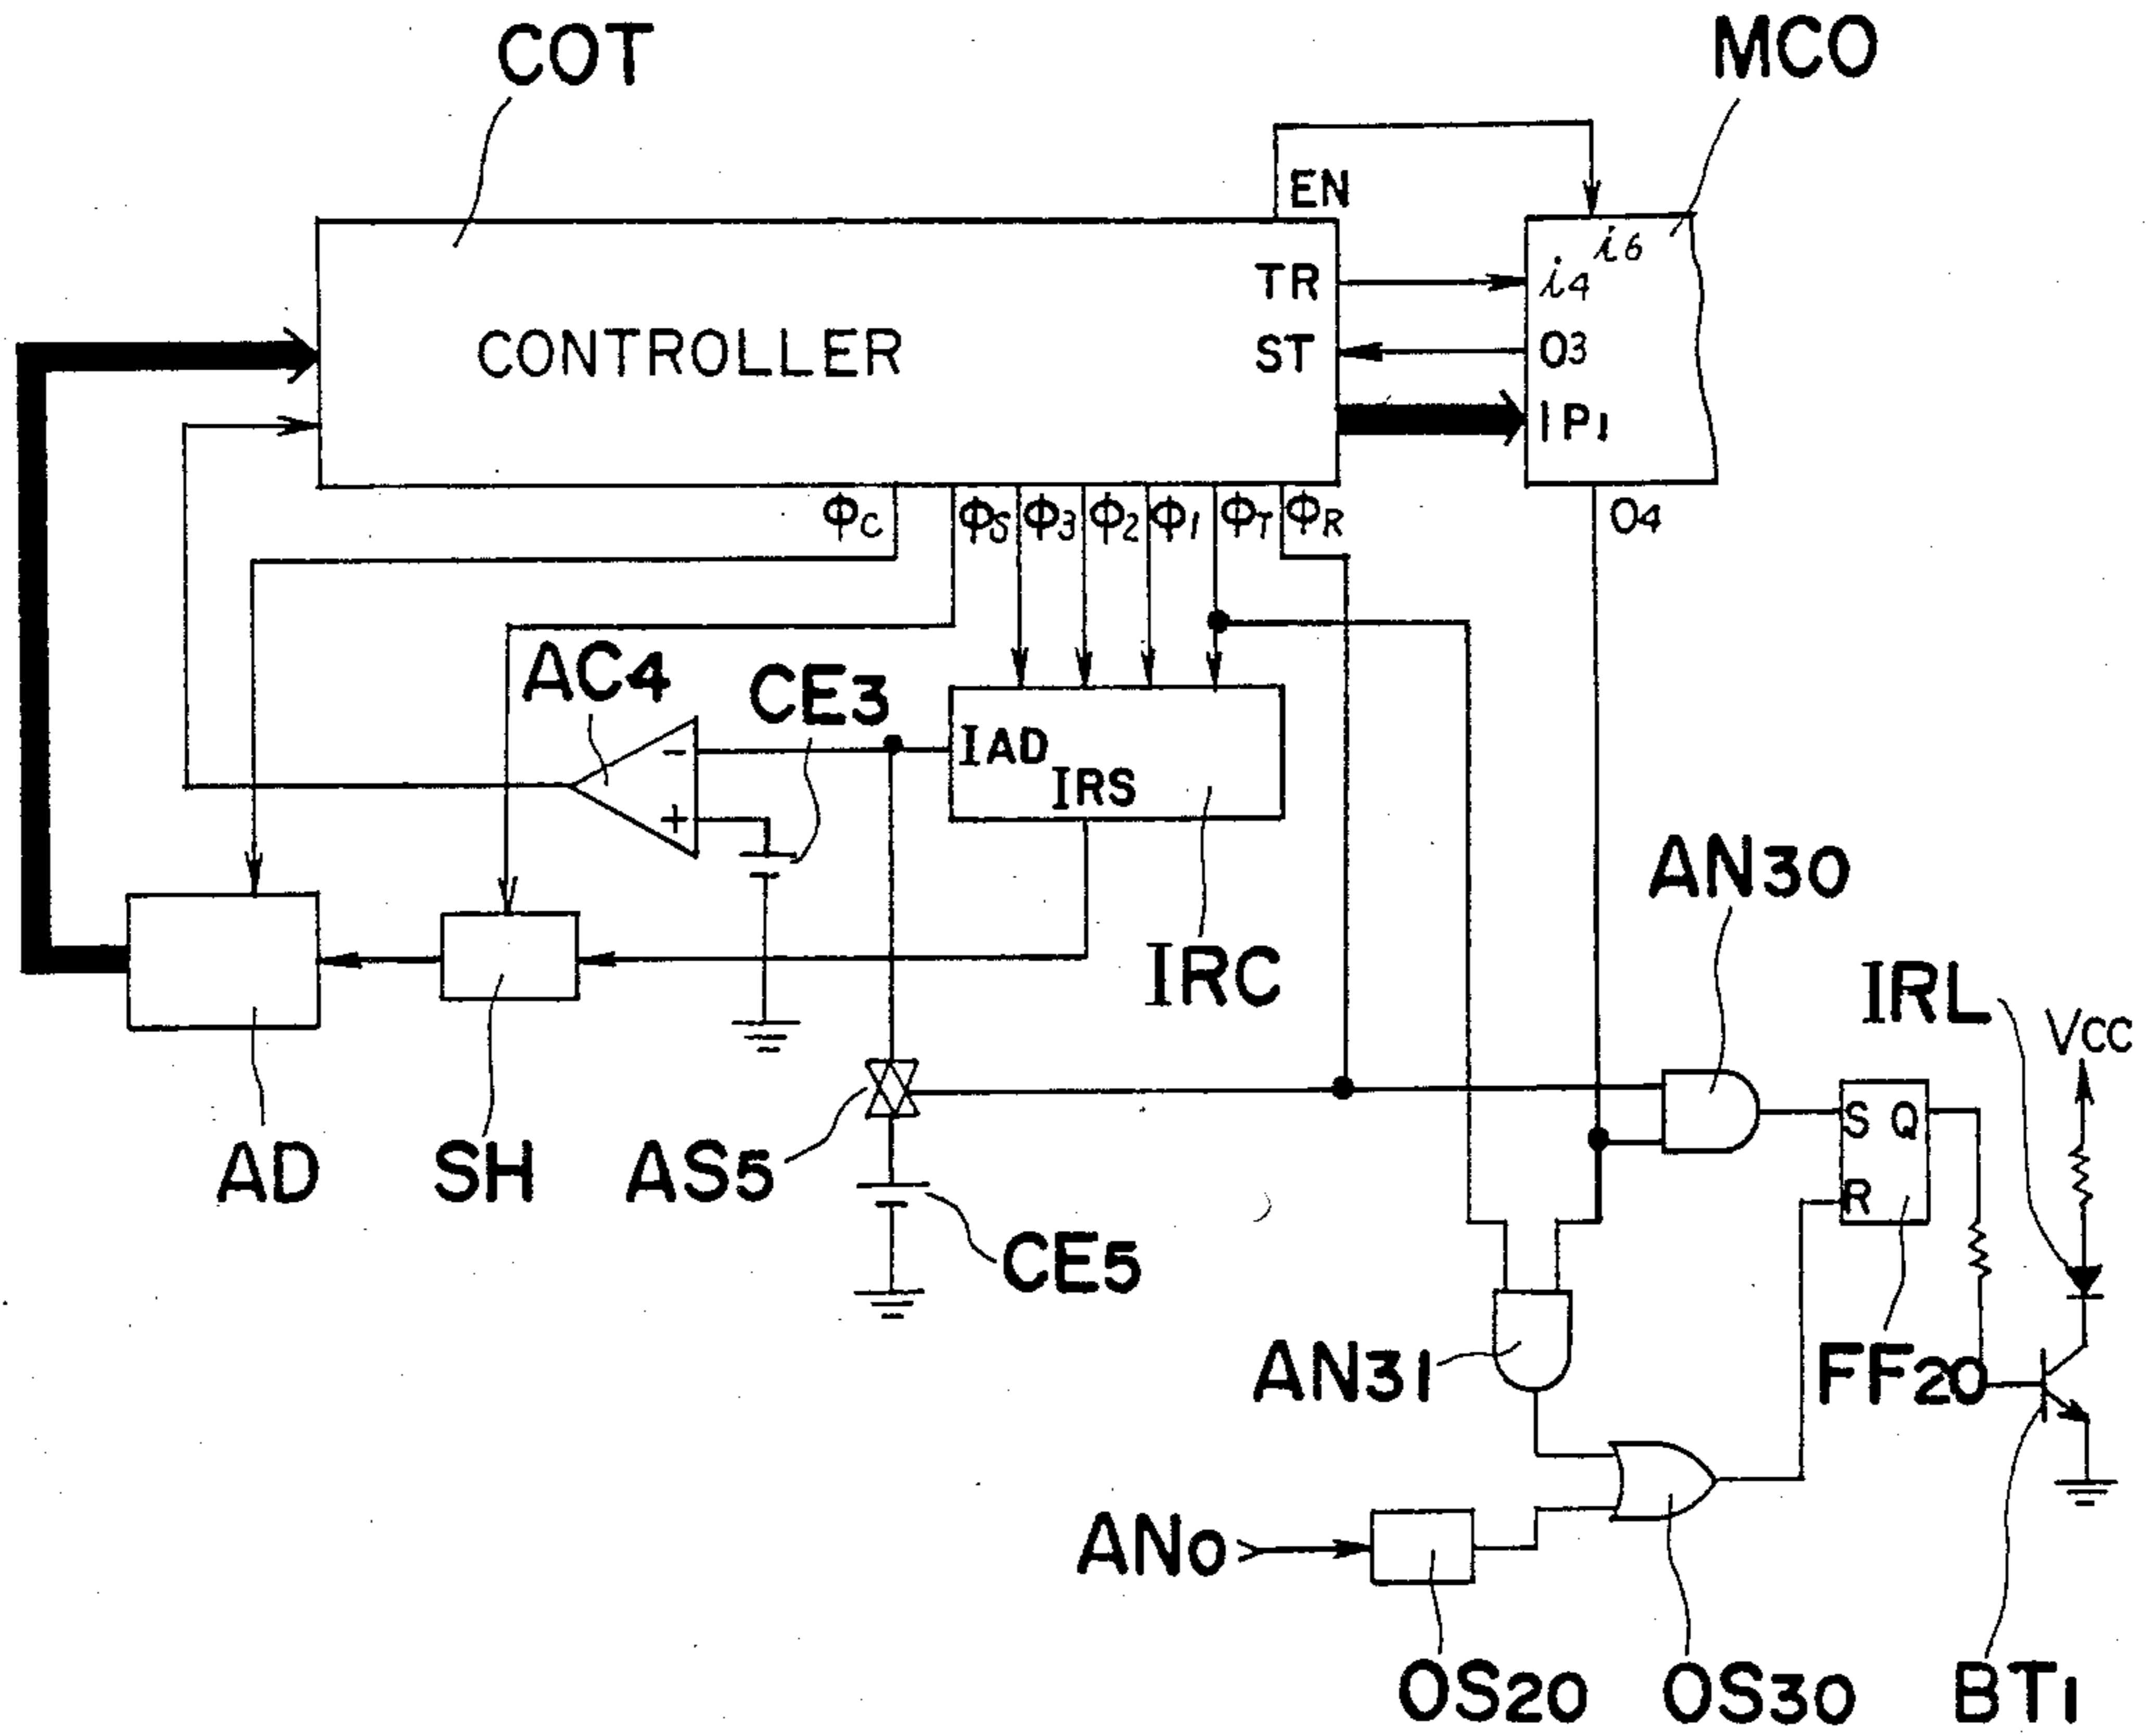 COT
MCO
EN
i6
TR
i4
CONTROLLER
ST
O3
IP1
ΦC
ΦS
Φ3
Φ2
Φ1
ΦT
ΦR
O4
AC4
CE3
-
IAD
IRS
+
AN30
IRC
IRL
VCC
S
Q
AD
SH
AS5
R
CE5
AN31
FF20
AN0
OS20
OS30
BT1